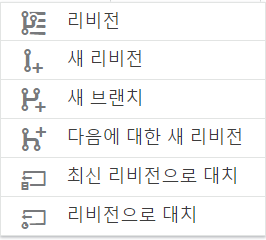 리비전
새 리비전
새 브랜치
다음에 대한 새 리비전
최신 리비전으로 대치
리비전으로 대치